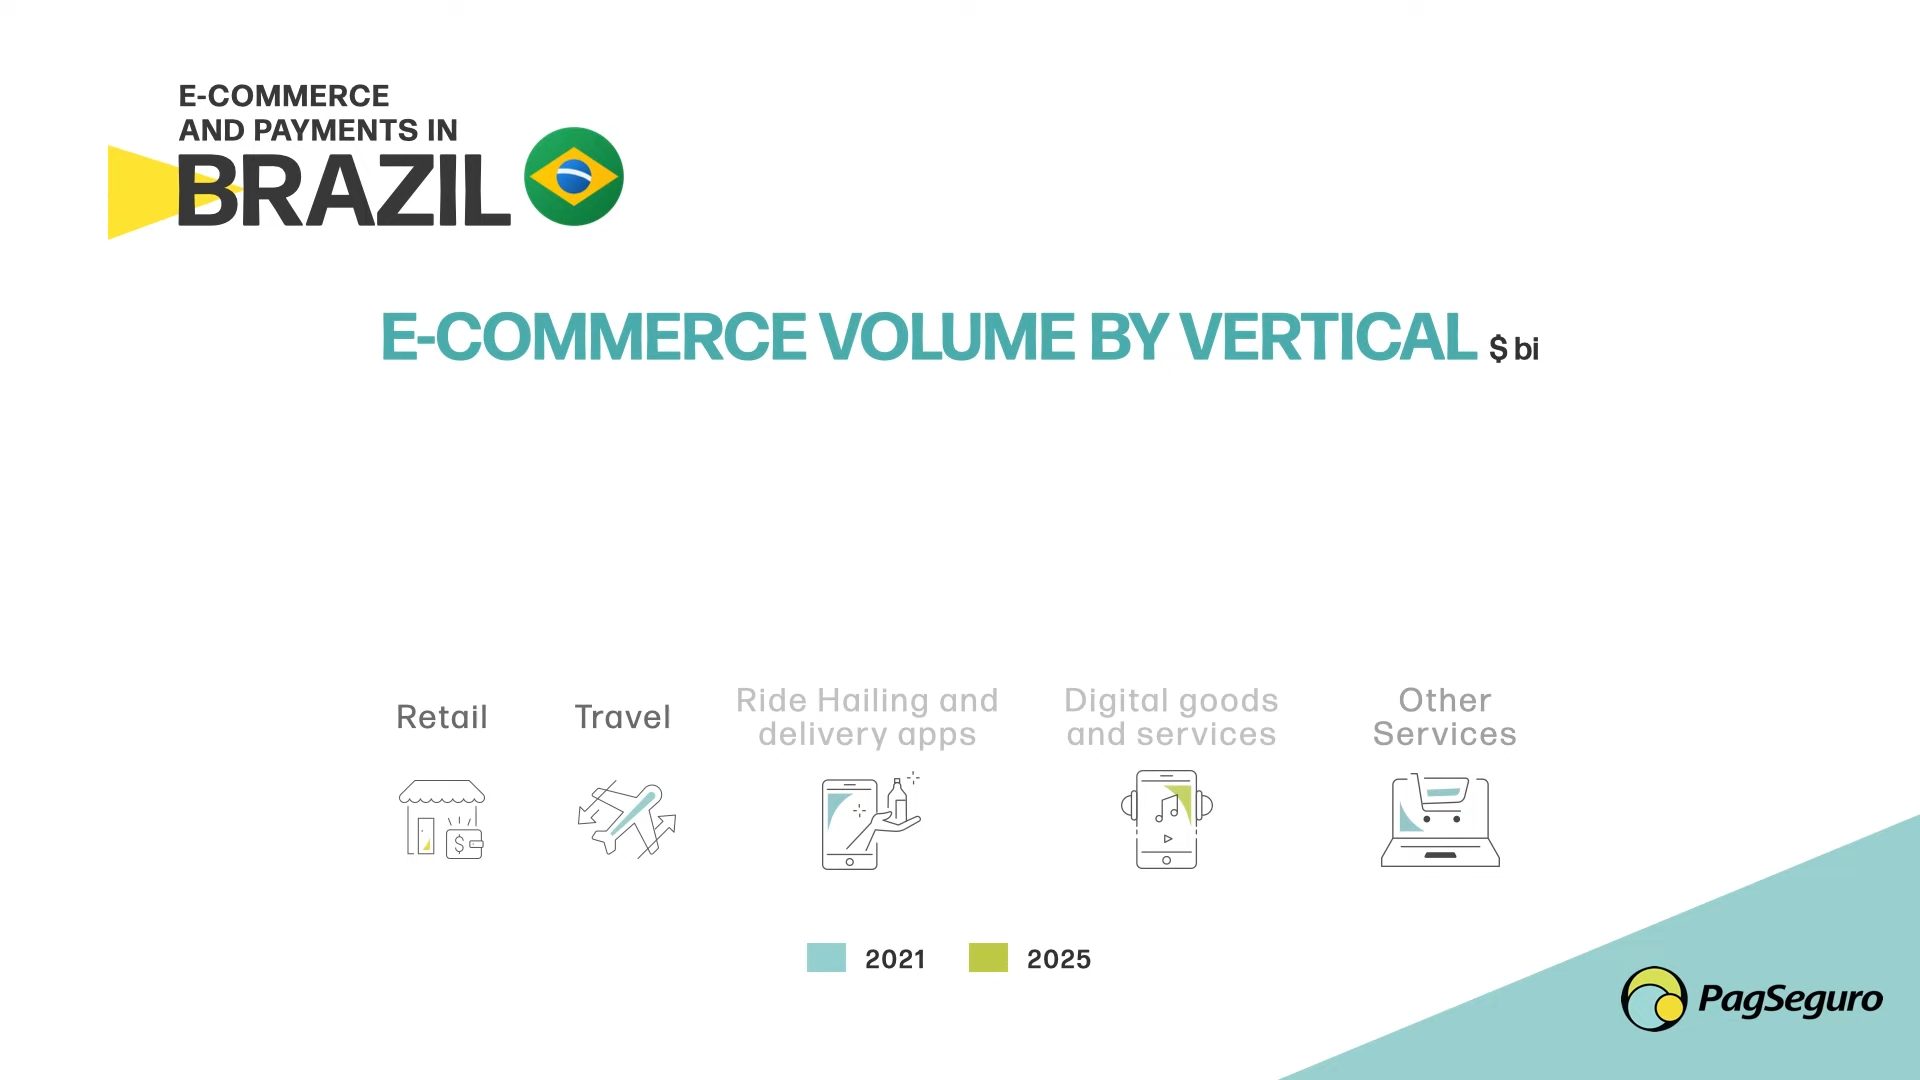 E-COMMERCE
AND PAYMENTS IN
BRAZIL
E-COMMERCE VOLUME BY VERTICAL $ bi
Retail
Travel
Ride Hailing and
delivery apps
Digital goods
and services
Other
Services
$
2021
2025
PagSeguro